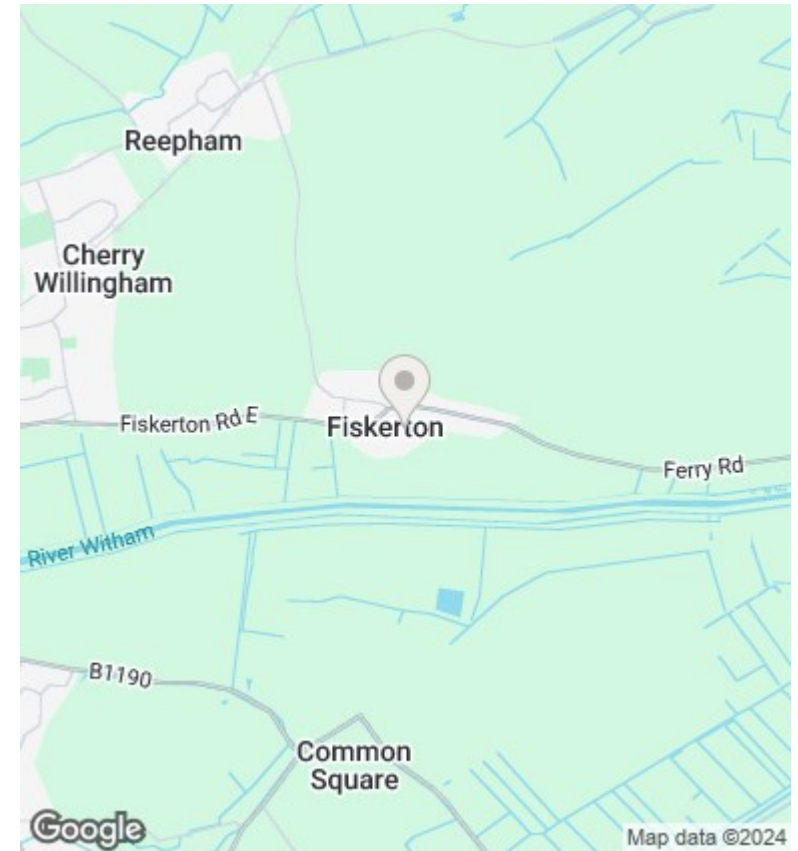 Reepham
Cherry
Willingham
Fiskerton Rd E
Fiskerton
Ferry Rd
River Witham
B1190
Common
Square
Google
Map data ©2024